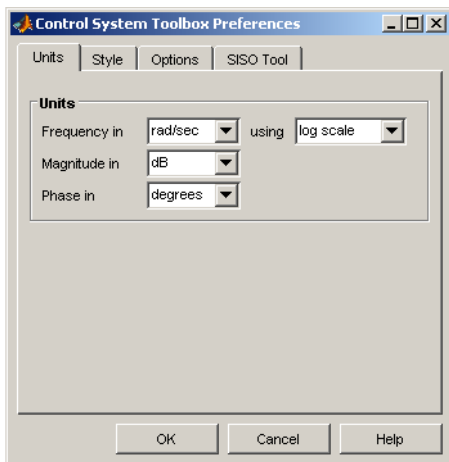 Control System Toolbox Preferences
Units Style Options SISO Tool
Units
Frequency in rad/sec using log scale
Magnitude in dB
Phase in degrees
OK Cancel Help